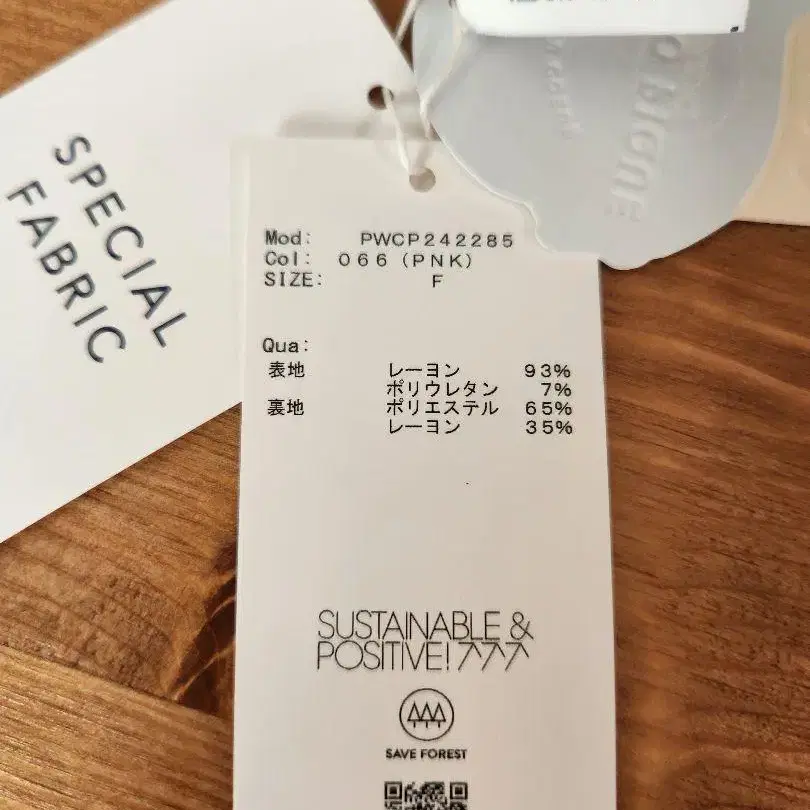 SPECIAL
FABRIC
Mod: PWCP242285
Col: 066 (PNK)
SIZE: F
Qua:
表地 レーヨン 93%
ポリウレタン 7%
裏地 ポリエステル 65%
レーヨン 35%
SUSTAINABLE &
POSITIVE!
SAVE FOREST